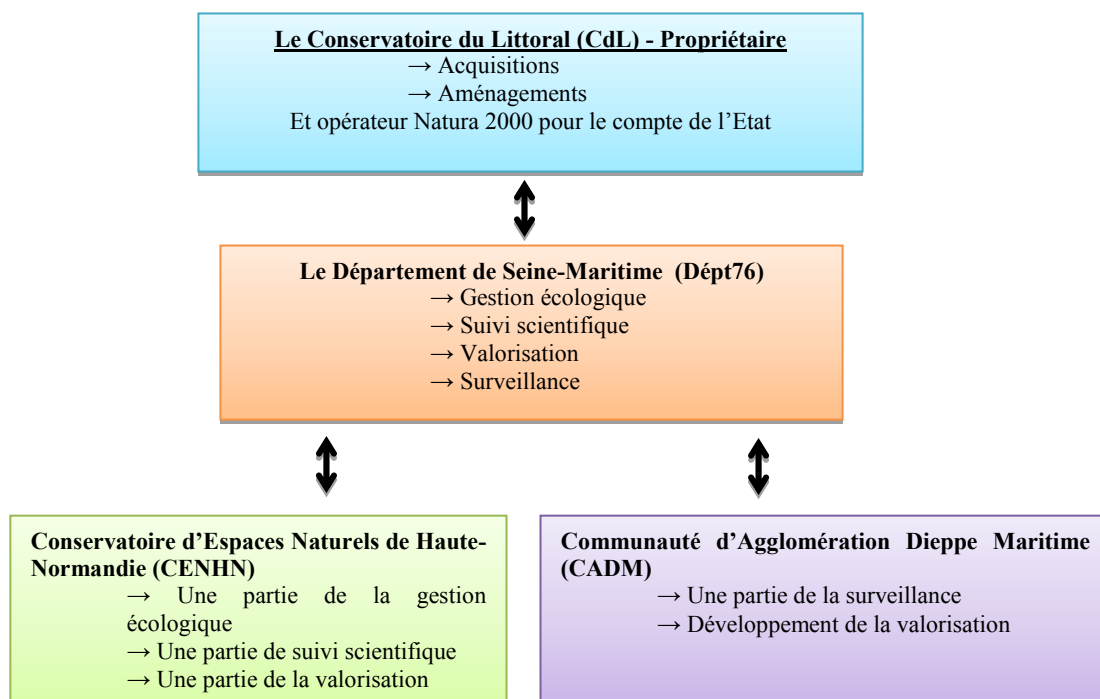 Le Conservatoire du Littoral (CdL) - Propriétaire
→ Acquisitions
→ Aménagements
Et opérateur Natura 2000 pour le compte de l’Etat
Le Département de Seine-Maritime (Dépt76)
→ Gestion écologique
→ Suivi scientifique
→ Valorisation
→ Surveillance
Conservatoire d’Espaces Naturels de Haute-
Normandie (CENHN)
→ Une partie de la gestion
écologique
→ Une partie de suivi scientifique
→ Une partie de la valorisation
Communauté d’Agglomération Dieppe Maritime
(CADM)
→ Une partie de la surveillance
→ Développement de la valorisation